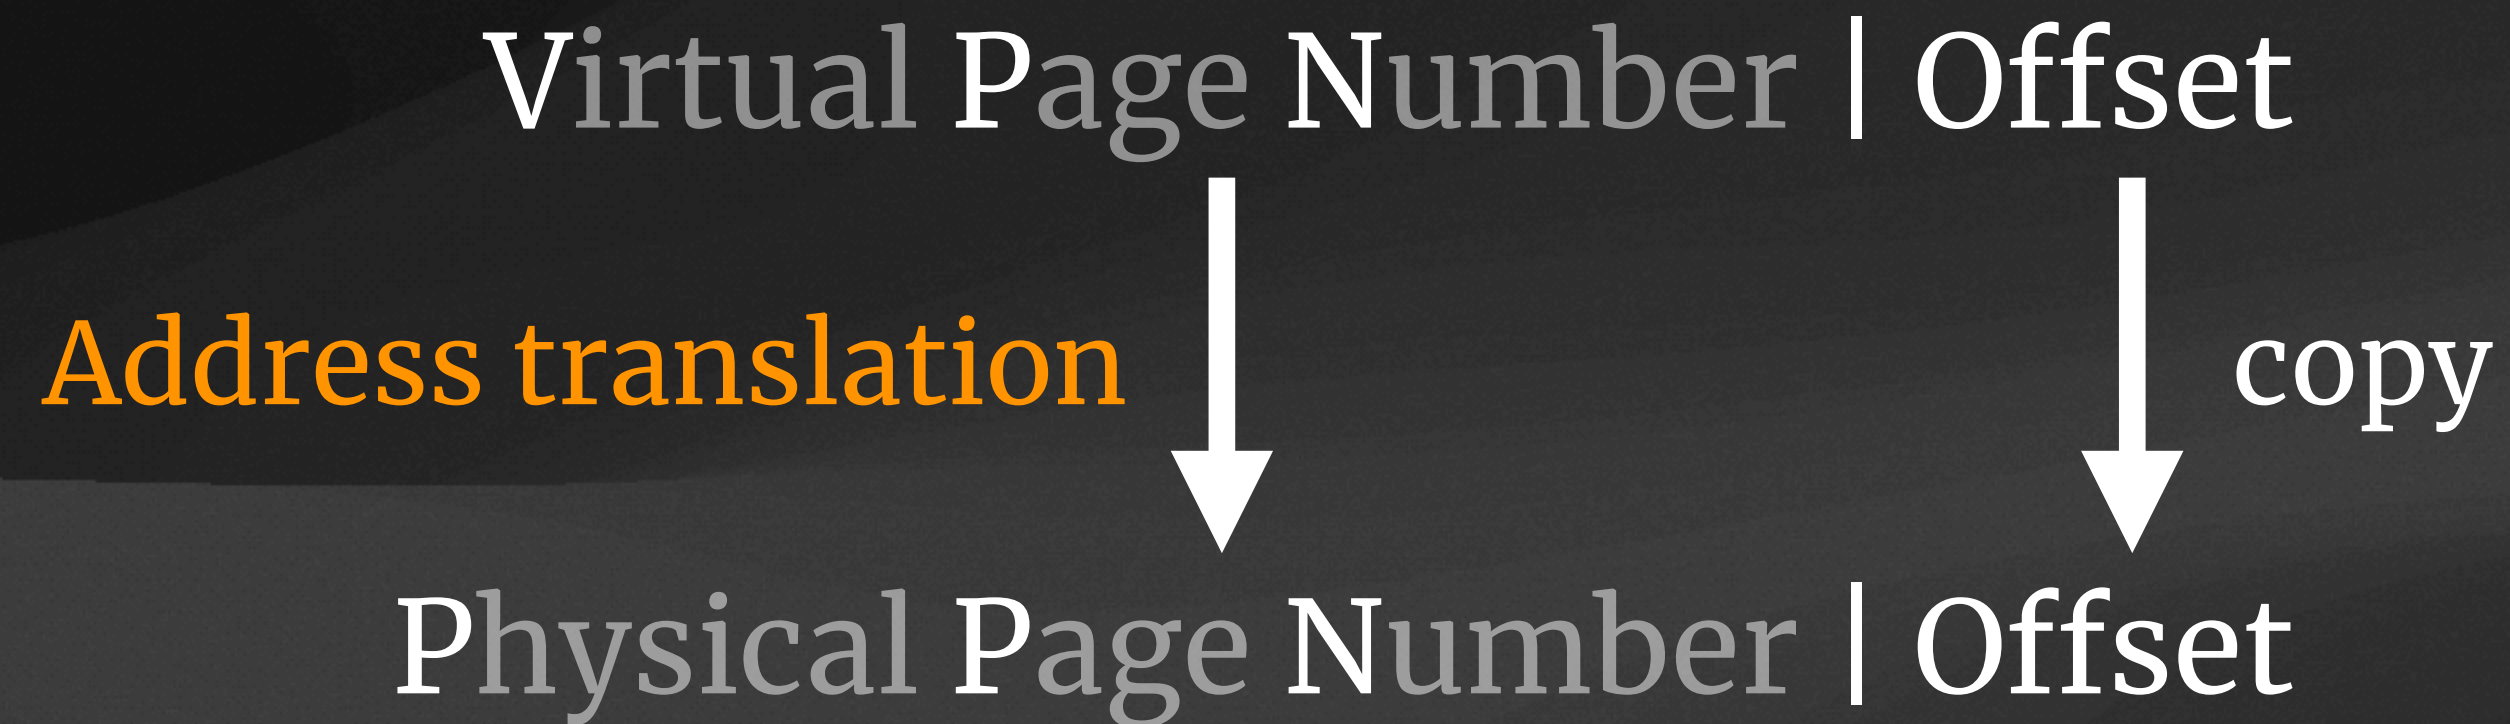 Virtual Page Number | Offset
Address translation
copy
Physical Page Number | Offset